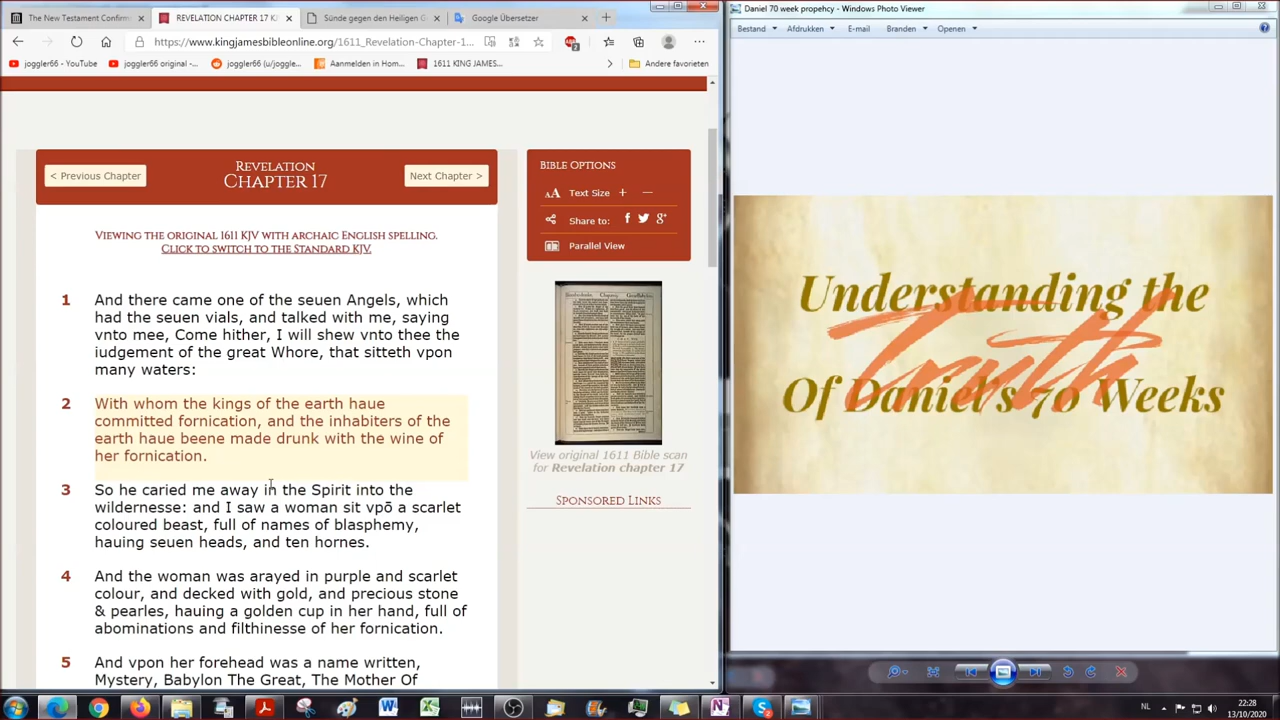 The New Testament Confirm
REVELATION CHAPTER 17 KJ
Sünde gegen den Heiligen G
Google Übersetzer
https://www.kingjamesbibleonline.org/1611_Revelation-Chapter-1...
joggler66 - YouTube
joggler66 original -...
joggler66 (u/joggle...
Aanmelden in Hom...
1611 KING JAMES...
Andere favorieten
< Previous Chapter
Revelation
Chapter 17
Next Chapter >
Viewing the original 1611 KJV with archaic English spelling.
Click to switch to the Standard KJV.
1 And there came one of the seuen Angels, which
had the seuen vials, and talked with me, saying
vnto mee, Come hither, I will shew vnto thee the
iudgement of the great Whore, that sitteth vpon
many waters:
2 With whom the kings of the earth haue
committed fornication, and the inhabiters of the
earth haue beene made drunk with the wine of
her fornication.
3 So he caried me away in the Spirit into the
wildernesse: and I saw a woman sit vpõ a scarlet
coloured beast, full of names of blasphemy,
hauing seuen heads, and ten hornes.
4 And the woman was arayed in purple and scarlet
colour, and decked with gold, and precious stone
& pearles, hauing a golden cup in her hand, full of
abominations and filthinesse of her fornication.
5 And vpon her forehead was a name written,
Mystery, Babylon The Great, The Mother Of
Bible Options
AA Text Size + —
Share to: f g+
Parallel View
View original 1611 Bible scan
for Revelation chapter 17
Sponsored Links
Daniel 70 week propehcy - Windows Photo Viewer
Bestand Afdrukken E-mail Branden Openen
Understanding the
Truth
Of Daniel's 70 Weeks
NL
22:28
13/10/2020